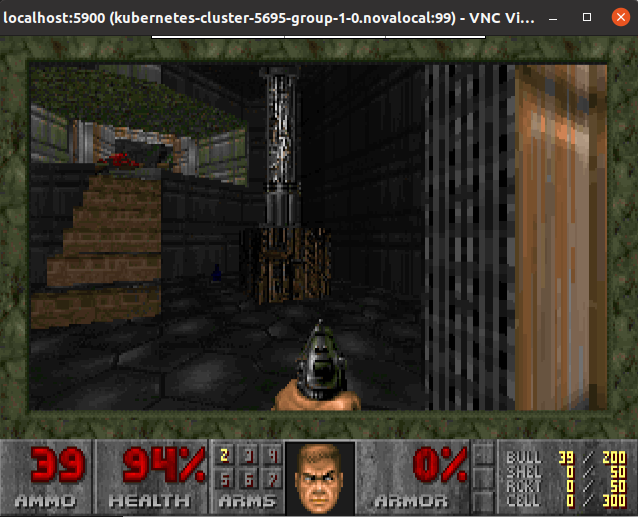 localhost:5900 (kubernetes-cluster-5695-group-1-0.novalocal:99) - VNC Vi...
39 94% 2 3 4 0% BULL 39 / 200
5 6 7 SHEL 0 / 50
RCKT 0 / 50
AMMO HEALTH ARMS ARMOR CELL 0 / 300